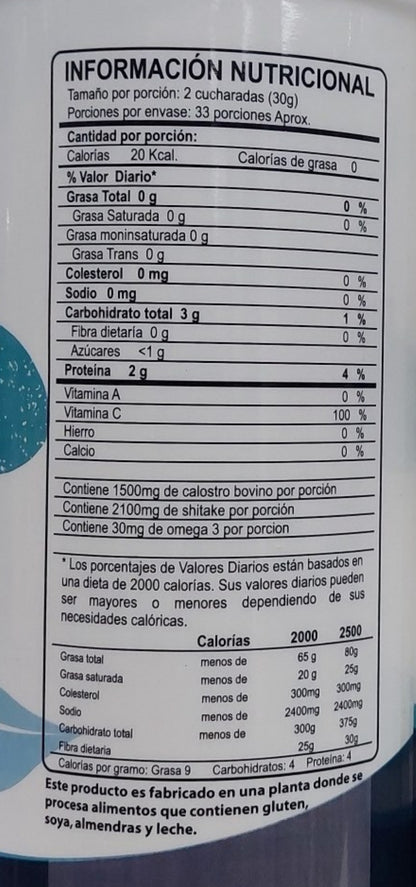 INFORMACIÓN NUTRICIONAL
Tamaño por porción: 2 cucharadas (30g)
Porciones por envase: 33 porciones Aprox.
Cantidad por porción:
Calorías 20 Kcal. Calorías de grasa 0
% Valor Diario*
Grasa Total 0 g 0 %
Grasa Saturada 0 g 0 %
Grasa moninsaturada 0 g
Grasa Trans 0 g
Colesterol 0 mg 0 %
Sodio 0 mg 0 %
Carbohidrato total 3 g 1 %
Fibra dietaría 0 g 0 %
Azúcares <1 g
Proteína 2 g 4 %
Vitamina A 0 %
Vitamina C 100 %
Hierro 0 %
Calcio 0 %
Contiene 1500mg de calostro bovino por porción
Contiene 2100mg de shitake por porción
Contiene 30mg de omega 3 por porcion
* Los porcentajes de Valores Diarios están basados en
una dieta de 2000 calorías. Sus valores diarios pueden
ser mayores o menores dependiendo de sus
necesidades calóricas.
Calorías 2000 2500
Grasa total menos de 65 g 80g
Grasa saturada menos de 20 g 25g
Colesterol menos de 300mg 300mg
Sodio menos de 2400mg 2400mg
Carbohidrato total menos de 300g 375g
Fibra dietaria 25g 30g
Calorías por gramo: Grasa 9 Carbohidratos: 4 Proteína: 4
Este producto es fabricado en una planta donde se
procesa alimentos que contienen gluten,
soya, almendras y leche.